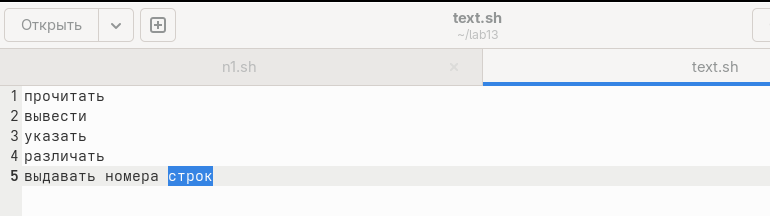 Открыть
text.sh
~/lab13
n1.sh
text.sh
1 прочитать
2 вывести
3 указать
4 различать
5 выдавать номера строк